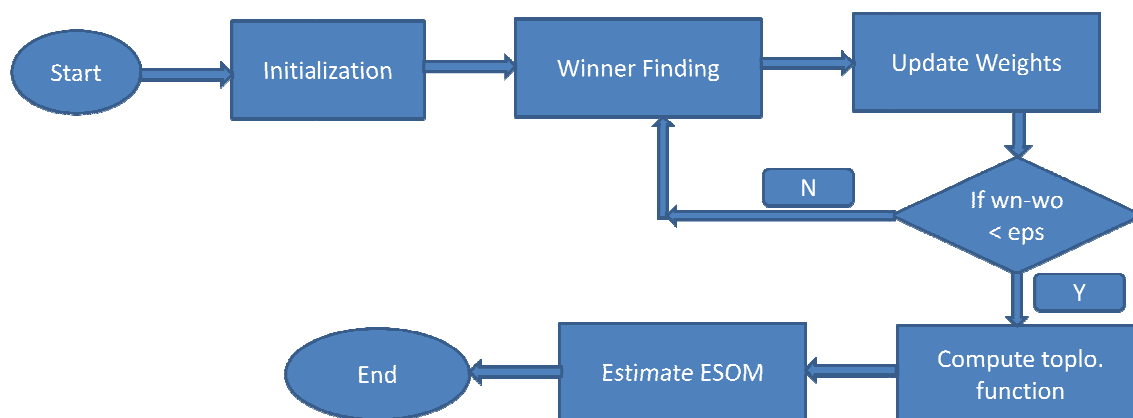 Start
Initialization
Winner Finding
Update Weights
If wn-wo
< eps
N
Y
Compute toplo.
function
Estimate ESOM
End